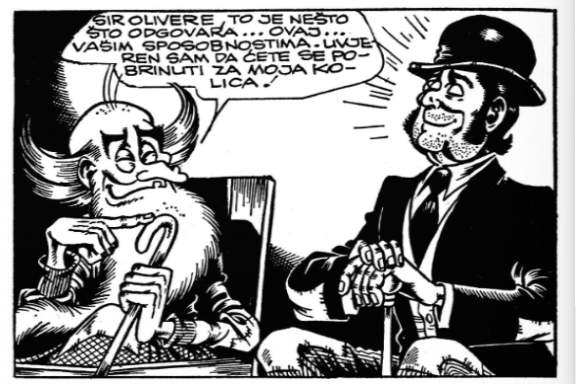 SIR OLIVERE, TO JE NEŠTO
ŠTO ODGOVARA... OVAJ...
VAŠIM SPOSOBNOSTIMA. UVJE-
REN SAM DA ĆETE SE PO-
BRINUTI ZA MOJA KO-
LICA!